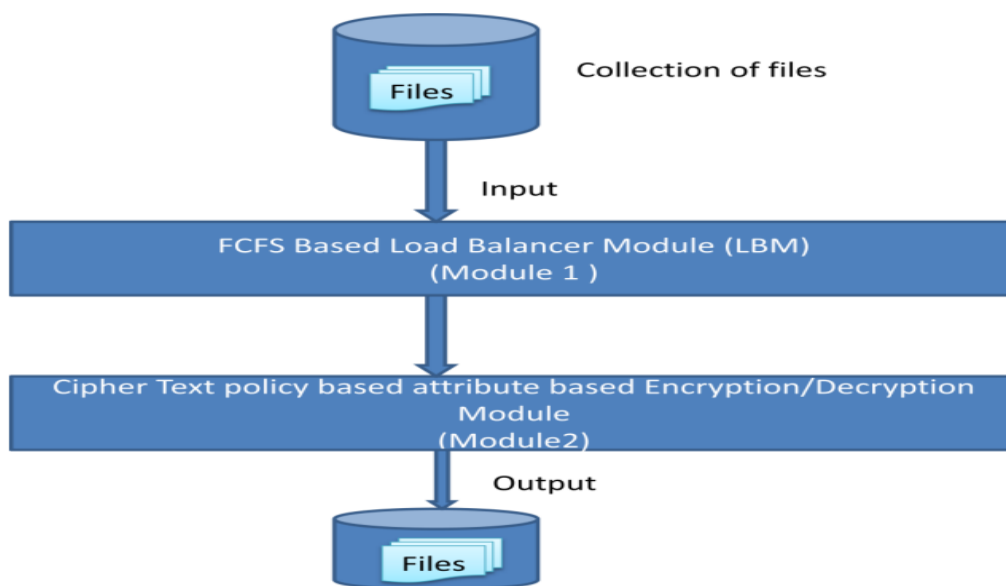 Files
Collection of files
Input
FCFS Based Load Balancer Module (LBM)
(Module 1 )
Cipher Text policy based attribute based Encryption/Decryption
Module
(Module2)
Output
Files